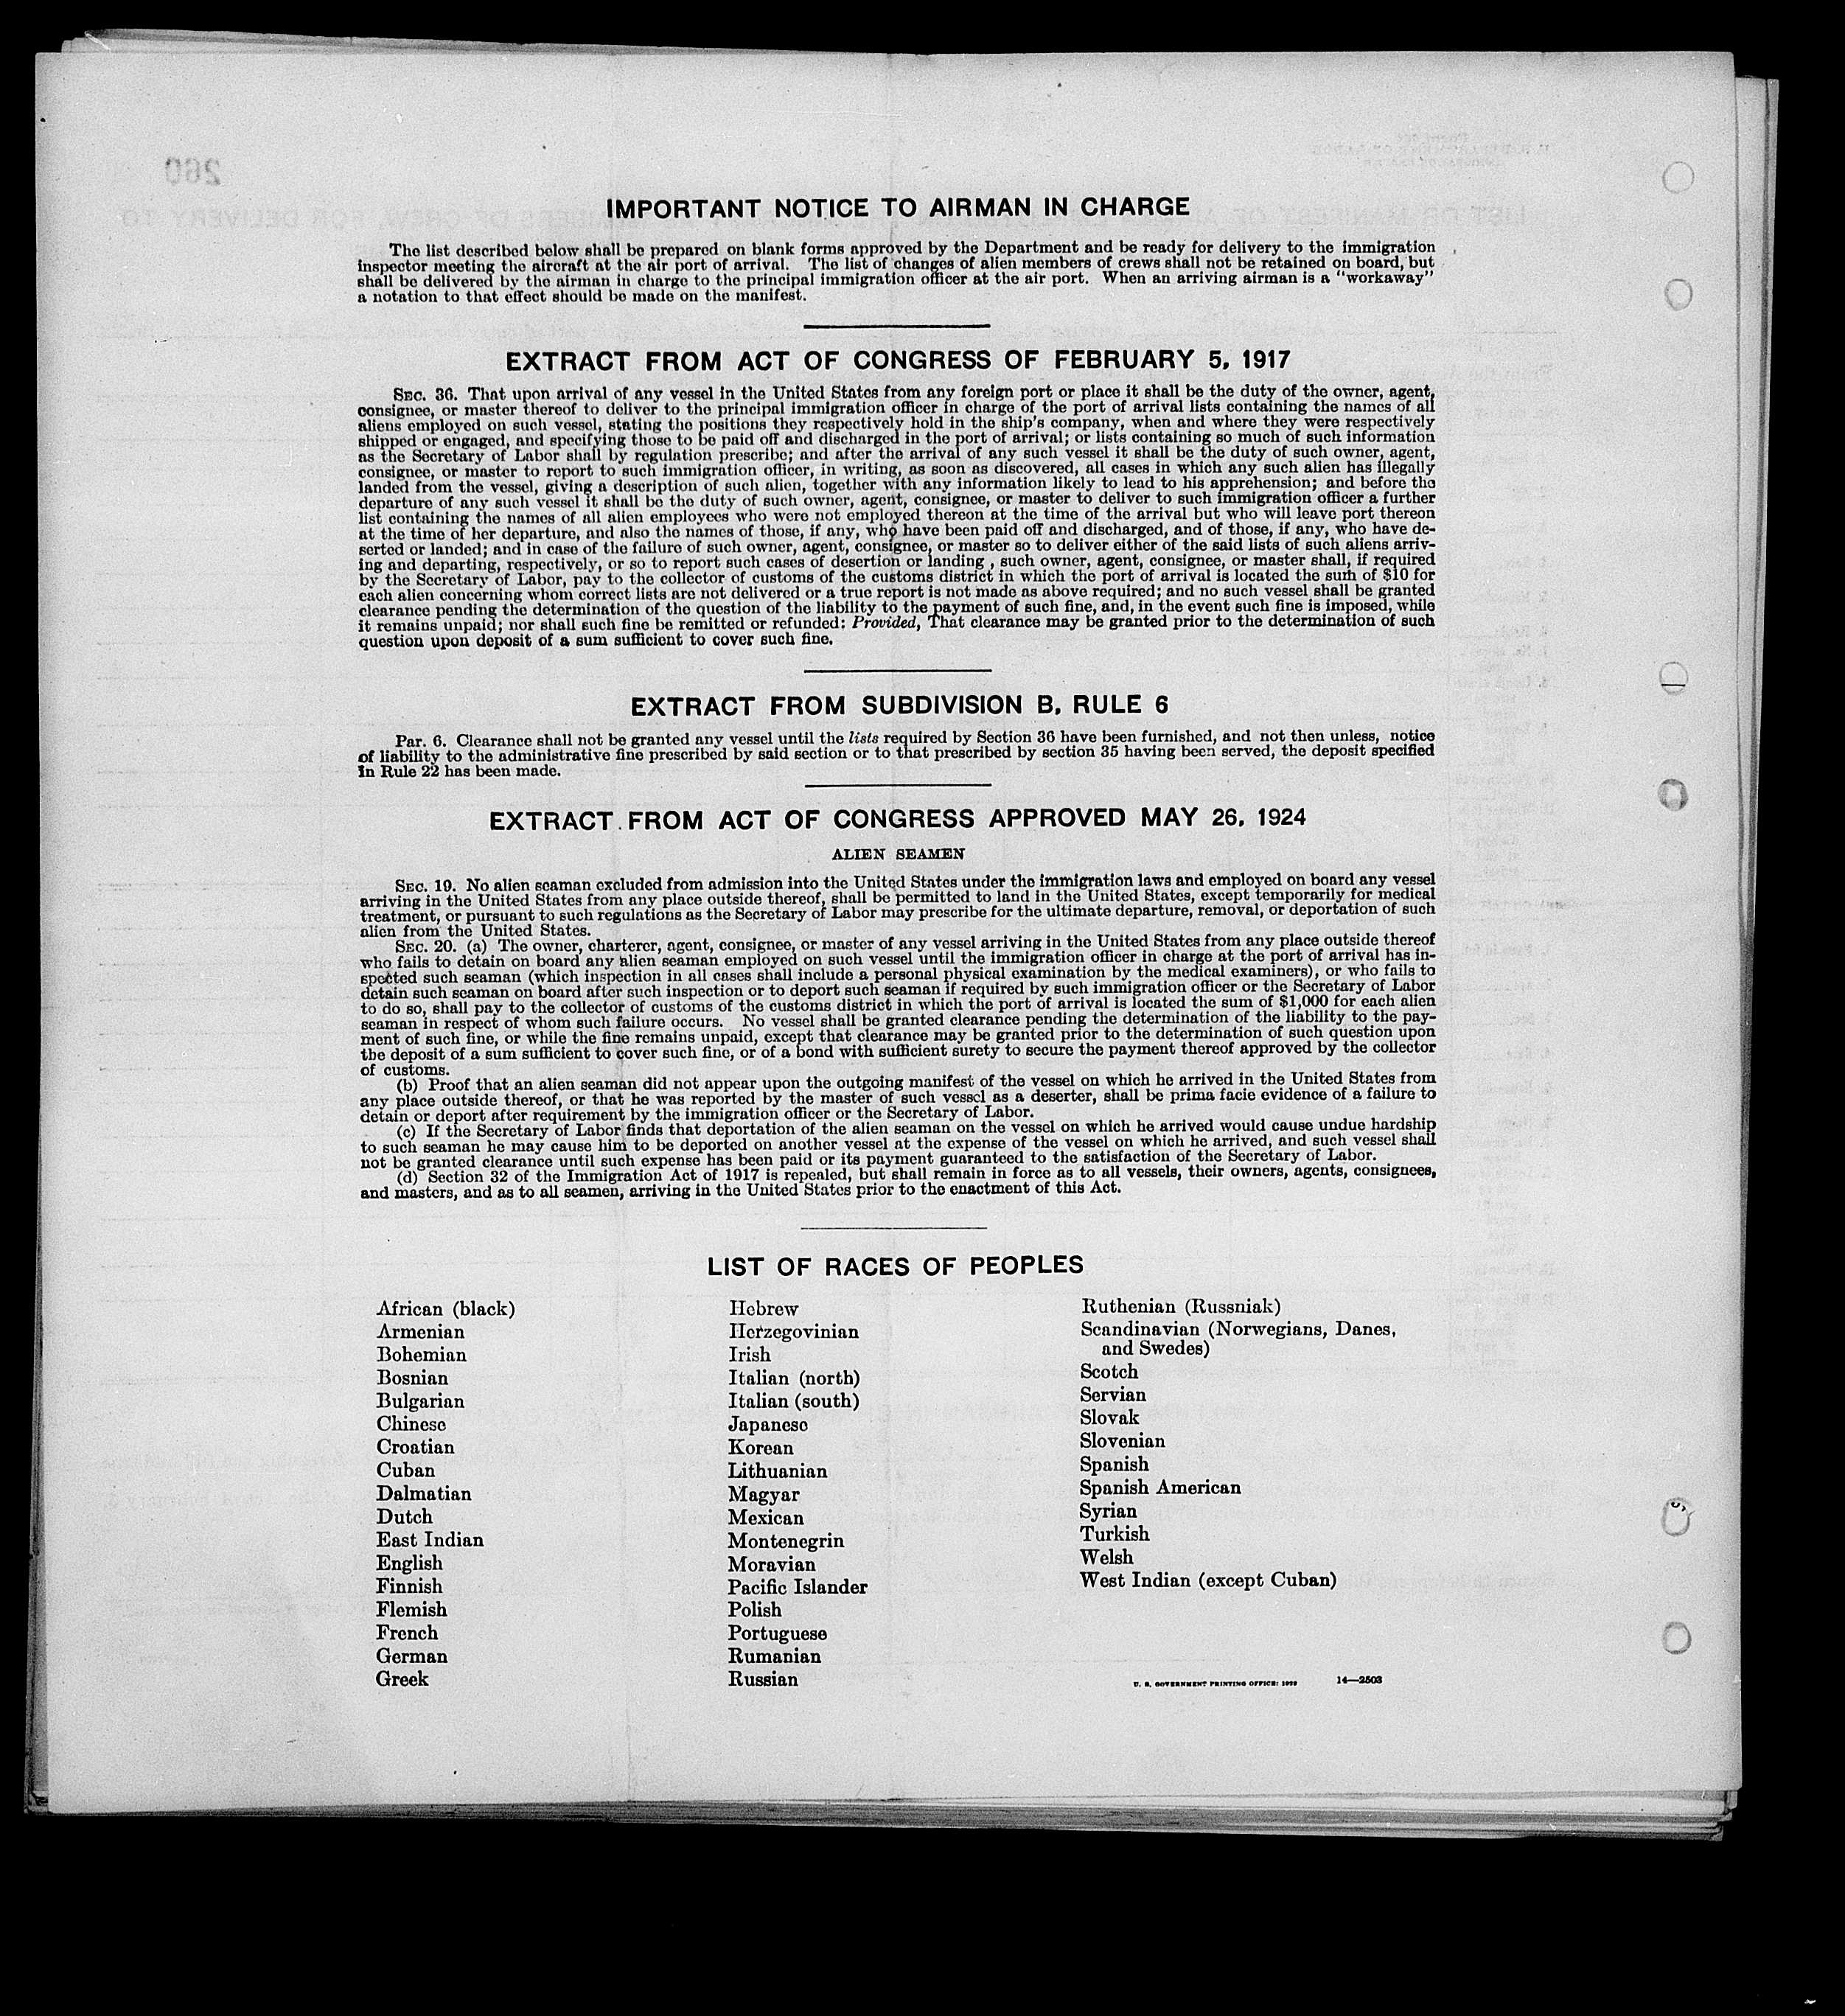 IMPORTANT NOTICE TO AIRMAN IN CHARGE
The list described below shall be prepared on blank forms approved by the Department and be ready for delivery to the immigration
inspector meeting the aircraft at the air port of arrival. The list of changes of alien members of crews shall not be retained on board, but
shall be delivered by the airman in charge to the principal immigration officer at the air port. When an arriving airman is a "workaway"
a notation to that effect should be made on the manifest.
EXTRACT FROM ACT OF CONGRESS OF FEBRUARY 5, 1917
SEC. 36. That upon arrival of any vessel in the United States from any foreign port or place it shall be the duty of the owner, agent,
consignee, or master thereof to deliver to the principal immigration officer in charge of the port of arrival lists containing the names of all
aliens employed on such vessel, stating the positions they respectively hold in the ship's company, when and where they were respectively
shipped or engaged, and specifying those to be paid off and discharged in the port of arrival; or lists containing so much of such information
as the Secretary of Labor shall by regulation prescribe; and after the arrival of any such vessel it shall be the duty of such owner, agent,
consignee, or master to report to such immigration officer, in writing, as soon as discovered, all cases in which any such alien has illegally
landed from the vessel, giving a description of such alien, together with any information likely to lead to his apprehension; and before the
departure of any such vessel it shall be the duty of such owner, agent, consignee, or master to deliver to such immigration officer a further
list containing the names of all alien employees who were not employed thereon at the time of the arrival but who will leave port thereon
at the time of her departure, and also the names of those, if any, who have been paid off and discharged, and of those, if any, who have de-
serted or landed; and in case of the failure of such owner, agent, consignee, or master so to deliver either of the said lists of such aliens arriv-
ing and departing, respectively, or so to report such cases of desertion or landing , such owner, agent, consignee, or master shall, if required
by the Secretary of Labor, pay to the collector of customs of the customs district in which the port of arrival is located the sum of $10 for
each alien concerning whom correct lists are not delivered or a true report is not made as above required; and no such vessel shall be granted
clearance pending the determination of the question of the liability to the payment of such fine, and, in the event such fine is imposed, while
it remains unpaid; nor shall such fine be remitted or refunded: Provided, That clearance may be granted prior to the determination of such
question upon deposit of a sum sufficient to cover such fine.
EXTRACT FROM SUBDIVISION B, RULE 6
Par. 6. Clearance shall not be granted any vessel until the lists required by Section 36 have been furnished, and not then unless, notice
of liability to the administrative fine prescribed by said section or to that prescribed by section 35 having been served, the deposit specified
in Rule 22 has been made.
EXTRACT FROM ACT OF CONGRESS APPROVED MAY 26, 1924
ALIEN SEAMEN
SEC. 19. No alien seaman excluded from admission into the United States under the immigration laws and employed on board any vessel
arriving in the United States from any place outside thereof, shall be permitted to land in the United States, except temporarily for medical
treatment, or pursuant to such regulations as the Secretary of Labor may prescribe for the ultimate departure, removal, or deportation of such
alien from the United States.
SEC. 20. (a) The owner, charterer, agent, consignee, or master of any vessel arriving in the United States from any place outside thereof
who fails to detain on board any alien seaman employed on such vessel until the immigration officer in charge at the port of arrival has in-
spected such seaman (which inspection in all cases shall include a personal physical examination by the medical examiners), or who fails to
detain such seaman on board after such inspection or to deport such seaman if required by such immigration officer or the Secretary of Labor
to do so, shall pay to the collector of customs of the customs district in which the port of arrival is located the sum of $1,000 for each alien
seaman in respect of whom such failure occurs. No vessel shall be granted clearance pending the determination of the liability to the pay-
ment of such fine, or while the fine remains unpaid, except that clearance may be granted prior to the determination of such question upon
the deposit of a sum sufficient to cover such fine, or of a bond with sufficient surety to secure the payment thereof approved by the collector
of customs.
(b) Proof that an alien seaman did not appear upon the outgoing manifest of the vessel on which he arrived in the United States from
any place outside thereof, or that he was reported by the master of such vessel as a deserter, shall be prima facie evidence of a failure to
detain or deport after requirement by the immigration officer or the Secretary of Labor.
(c) If the Secretary of Labor finds that deportation of the alien seaman on the vessel on which he arrived would cause undue hardship
to such seaman he may cause him to be deported on another vessel at the expense of the vessel on which he arrived, and such vessel shall
not be granted clearance until such expense has been paid or its payment guaranteed to the satisfaction of the Secretary of Labor.
(d) Section 32 of the Immigration Act of 1917 is repealed, but shall remain in force as to all vessels, their owners, agents, consignees,
and masters, and as to all seamen, arriving in the United States prior to the enactment of this Act.
LIST OF RACES OF PEOPLES
African (black)
Armenian
Bohemian
Bosnian
Bulgarian
Chinese
Croatian
Cuban
Dalmatian
Dutch
East Indian
English
Finnish
Flemish
French
German
Greek
Hebrew
Herzegovinian
Irish
Italian (north)
Italian (south)
Japanese
Korean
Lithuanian
Magyar
Mexican
Montenegrin
Moravian
Pacific Islander
Polish
Portuguese
Rumanian
Russian
Ruthenian (Russniak)
Scandinavian (Norwegians, Danes,
and Swedes)
Scotch
Servian
Slovak
Slovenian
Spanish
Spanish American
Syrian
Turkish
Welsh
West Indian (except Cuban)
U. S. GOVERNMENT PRINTING OFFICE: 14—2503